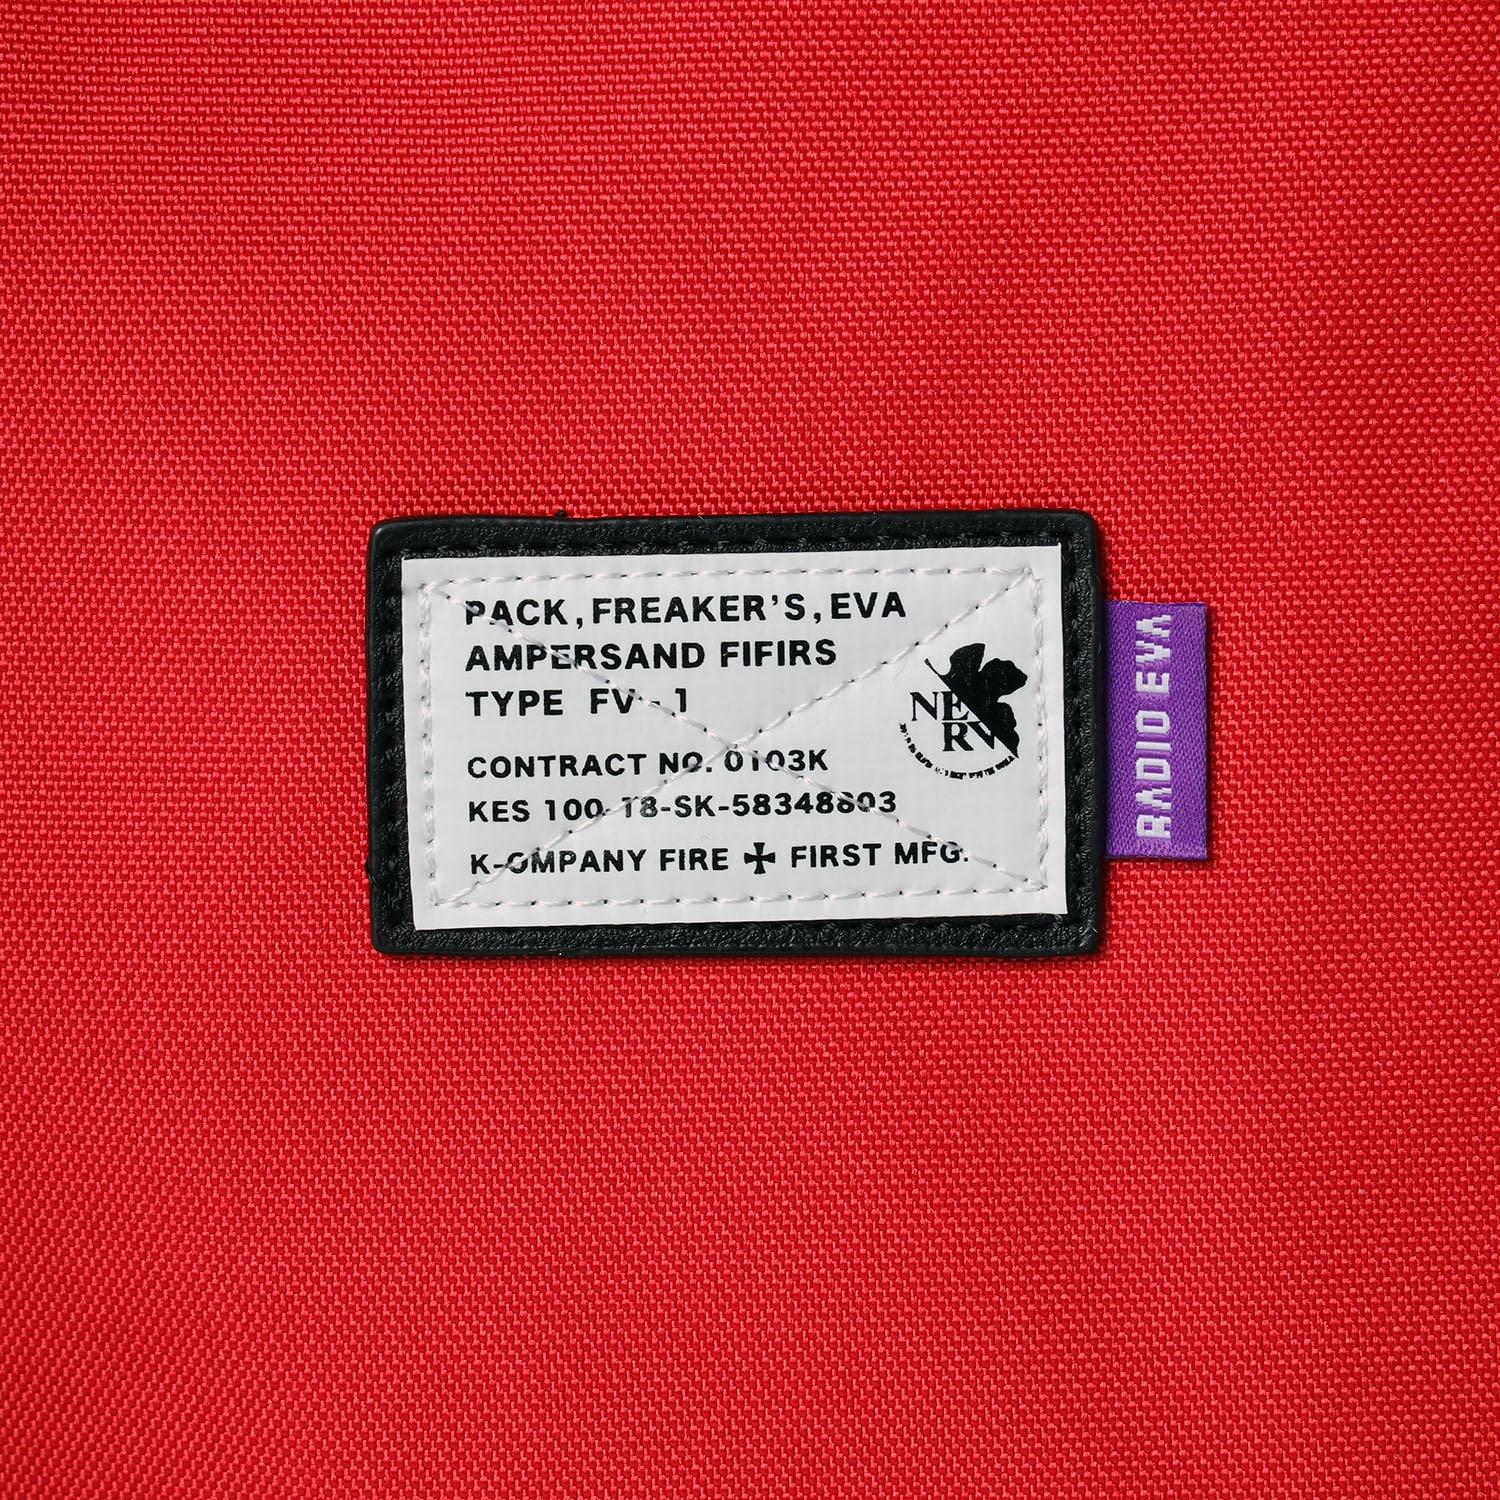 PACK, FREAKER'S, EVA
AMPERSAND FIFIRS
TYPE FV-1
CONTRACT NO. 0103K
KES 100-T8-SK-58348803
K-OMPANY FIRE ✠ FIRST MFG.
NERV
RADIO EVA